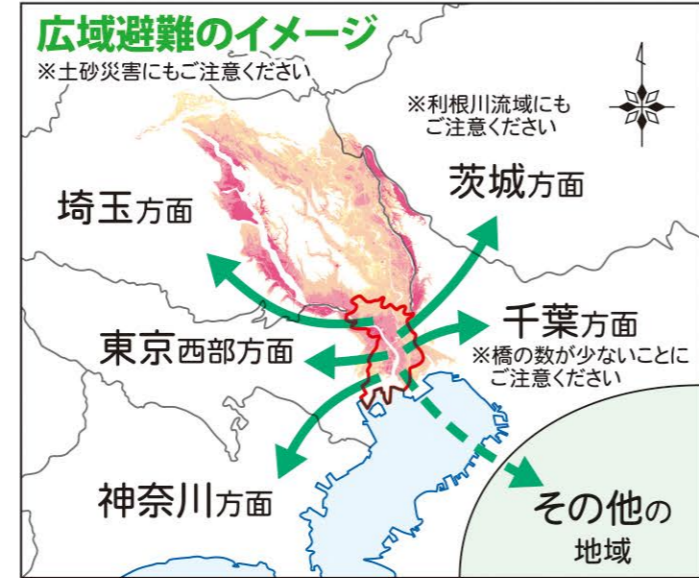 広域避難のイメージ
※土砂災害にもご注意ください
※利根川流域にも
ご注意ください
茨城方面
埼玉方面
千葉方面
※橋の数が少ないことに
ご注意ください
東京西部方面
神奈川方面
その他の
地域